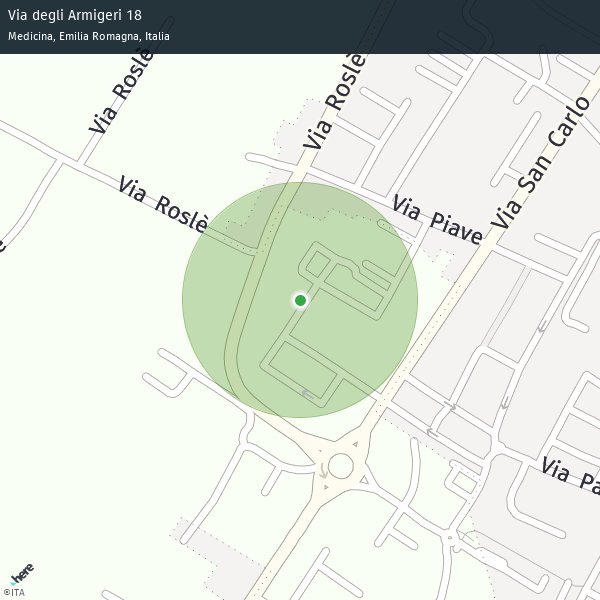 Via degli Armigeri 18
Medicina, Emilia Romagna, Italia
Via Roslè
Via Roslè
Via San Carlo
Via Roslè
Via Piave
Via Pa
here
©ITA